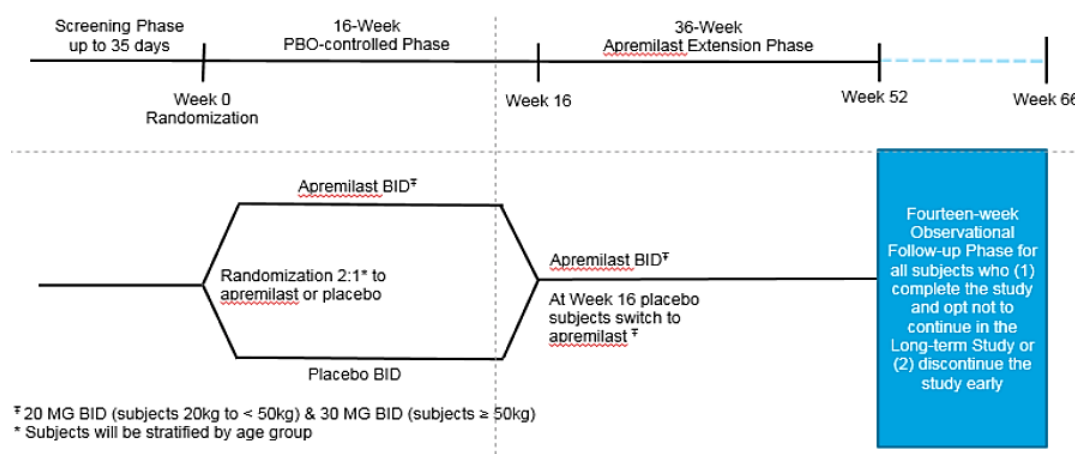 Screening Phase
up to 35 days
16-Week
PBO-controlled Phase
36-Week
Apremilast Extension Phase
Week 0
Randomization
Week 16
Week 52
Week 66
Apremilast BID Ŧ
Randomization 2:1* to
apremilast or placebo
Placebo BID
Apremilast BID Ŧ
At Week 16 placebo
subjects switch to
apremilast Ŧ
Fourteen-week
Observational
Follow-up Phase for
all subjects who (1)
complete the study
and opt not to
continue in the
Long-term Study or
(2) discontinue the
study early
Ŧ 20 MG BID (subjects 20kg to < 50kg) & 30 MG BID (subjects ≥ 50kg)
* Subjects will be stratified by age group